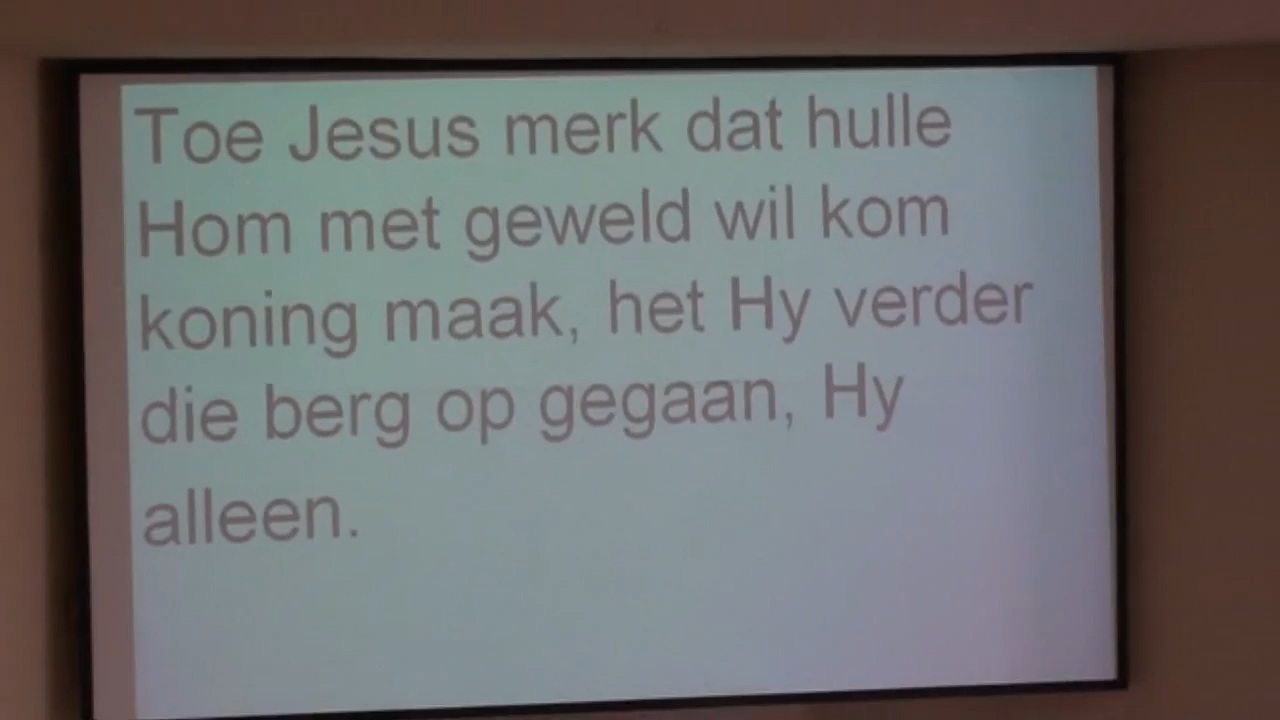 Toe Jesus merk dat hulle
Hom met geweld wil kom
koning maak, het Hy verder
die berg op gegaan, Hy
alleen.